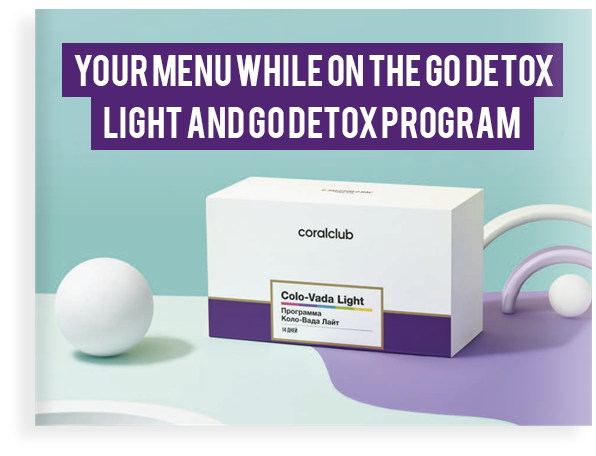 YOUR MENU WHILE ON THE GO DETOX
LIGHT AND GO DETOX PROGRAM
coralclub
Colo-Vada Light
Программа
Коло-Вада Лайт
14 ДНЕЙ